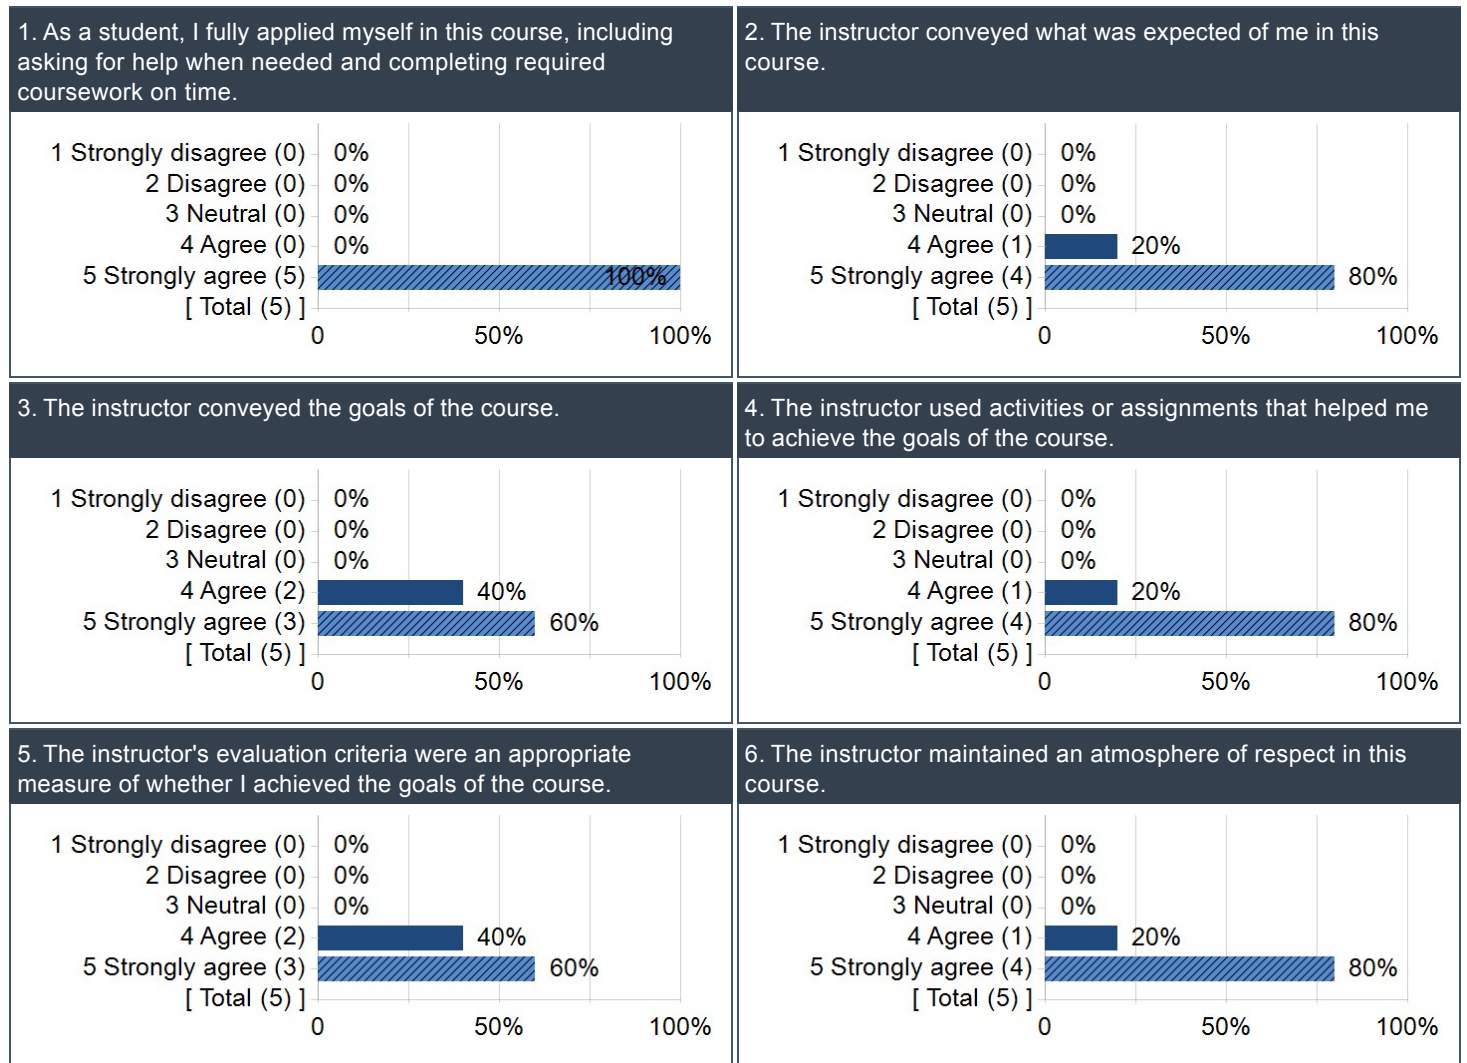 1. As a student, I fully applied myself in this course, including
asking for help when needed and completing required
coursework on time.
1 Strongly disagree (0) 0%
2 Disagree (0) 0%
3 Neutral (0) 0%
4 Agree (0) 0%
5 Strongly agree (5) 100%
[ Total (5) ]
0 50% 100%
2. The instructor conveyed what was expected of me in this
course.
1 Strongly disagree (0) 0%
2 Disagree (0) 0%
3 Neutral (0) 0%
4 Agree (1) 20%
5 Strongly agree (4) 80%
[ Total (5) ]
0 50% 100%
3. The instructor conveyed the goals of the course.
1 Strongly disagree (0) 0%
2 Disagree (0) 0%
3 Neutral (0) 0%
4 Agree (2) 40%
5 Strongly agree (3) 60%
[ Total (5) ]
0 50% 100%
4. The instructor used activities or assignments that helped me
to achieve the goals of the course.
1 Strongly disagree (0) 0%
2 Disagree (0) 0%
3 Neutral (0) 0%
4 Agree (1) 20%
5 Strongly agree (4) 80%
[ Total (5) ]
0 50% 100%
5. The instructor's evaluation criteria were an appropriate
measure of whether I achieved the goals of the course.
1 Strongly disagree (0) 0%
2 Disagree (0) 0%
3 Neutral (0) 0%
4 Agree (2) 40%
5 Strongly agree (3) 60%
[ Total (5) ]
0 50% 100%
6. The instructor maintained an atmosphere of respect in this
course.
1 Strongly disagree (0) 0%
2 Disagree (0) 0%
3 Neutral (0) 0%
4 Agree (1) 20%
5 Strongly agree (4) 80%
[ Total (5) ]
0 50% 100%